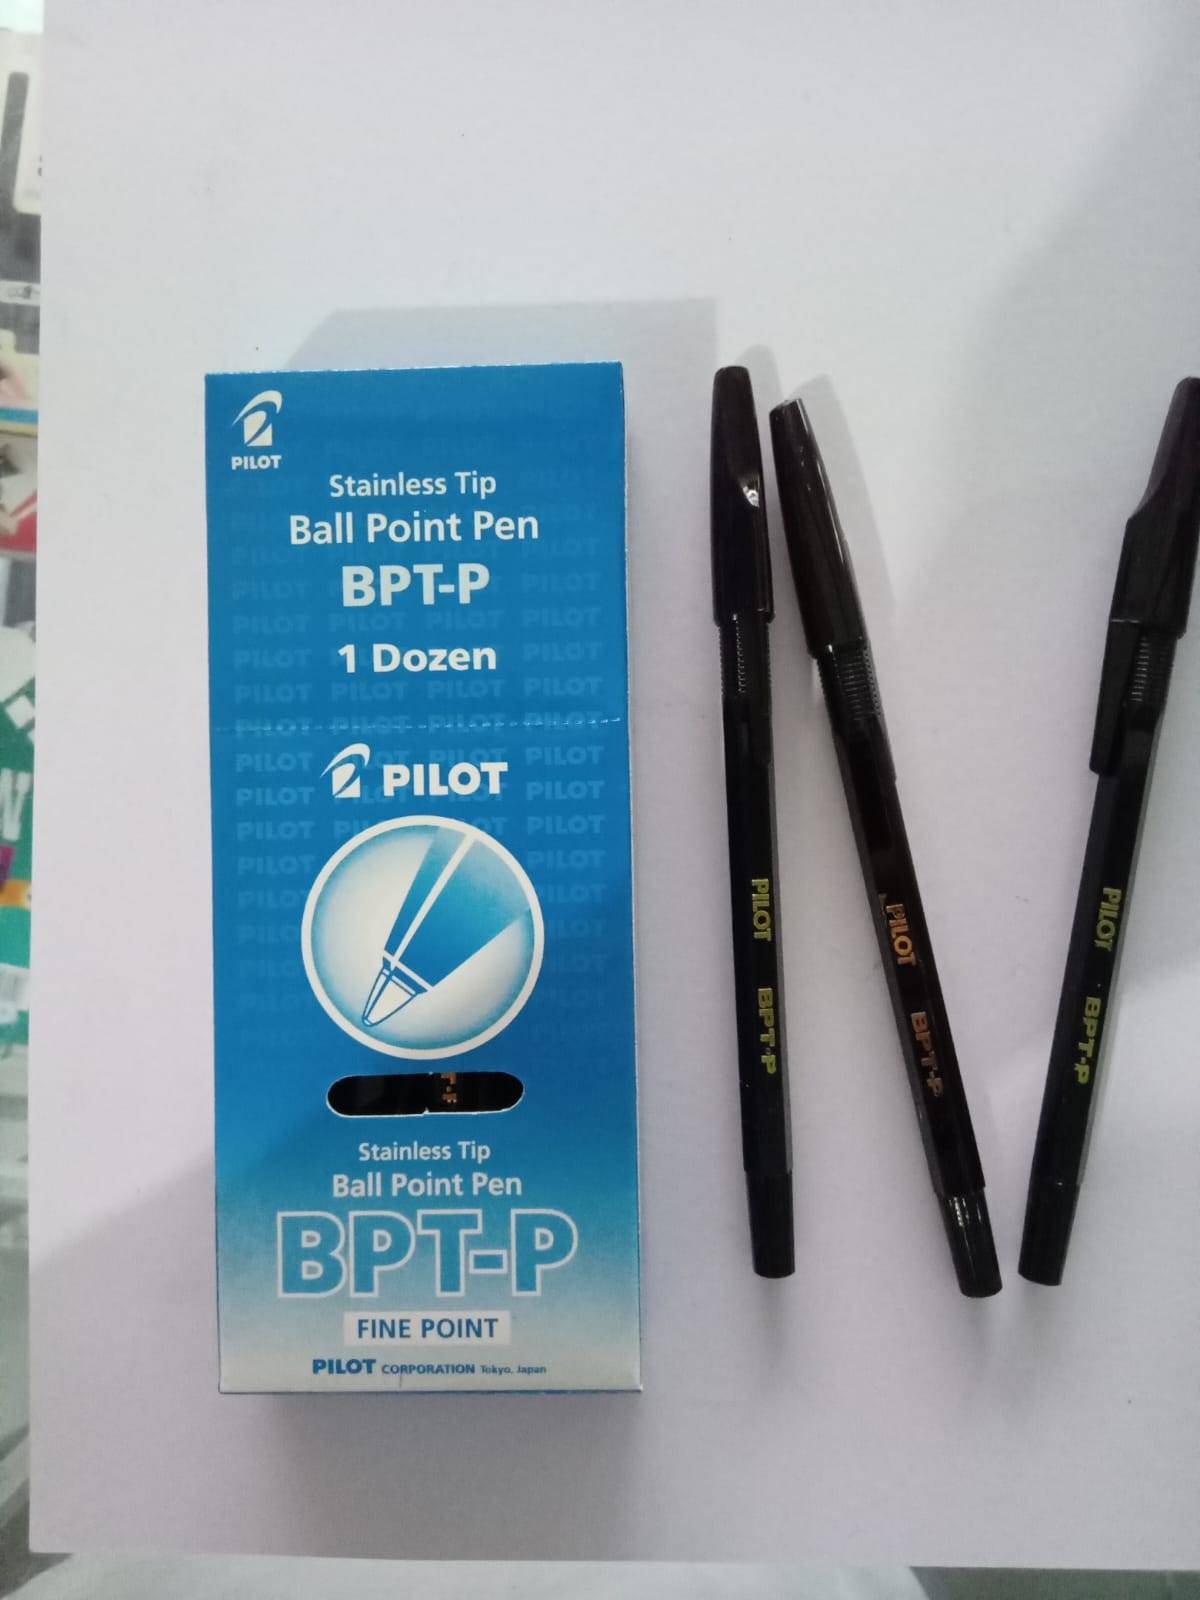 PILOT
Stainless Tip
Ball Point Pen
BPT-P
1 Dozen
PILOT
Stainless Tip
Ball Point Pen
BPT-P
FINE POINT
PILOT CORPORATION Tokyo, Japan
PILOT BPT-P
PILOT BPT-P
PILOT BPT-P